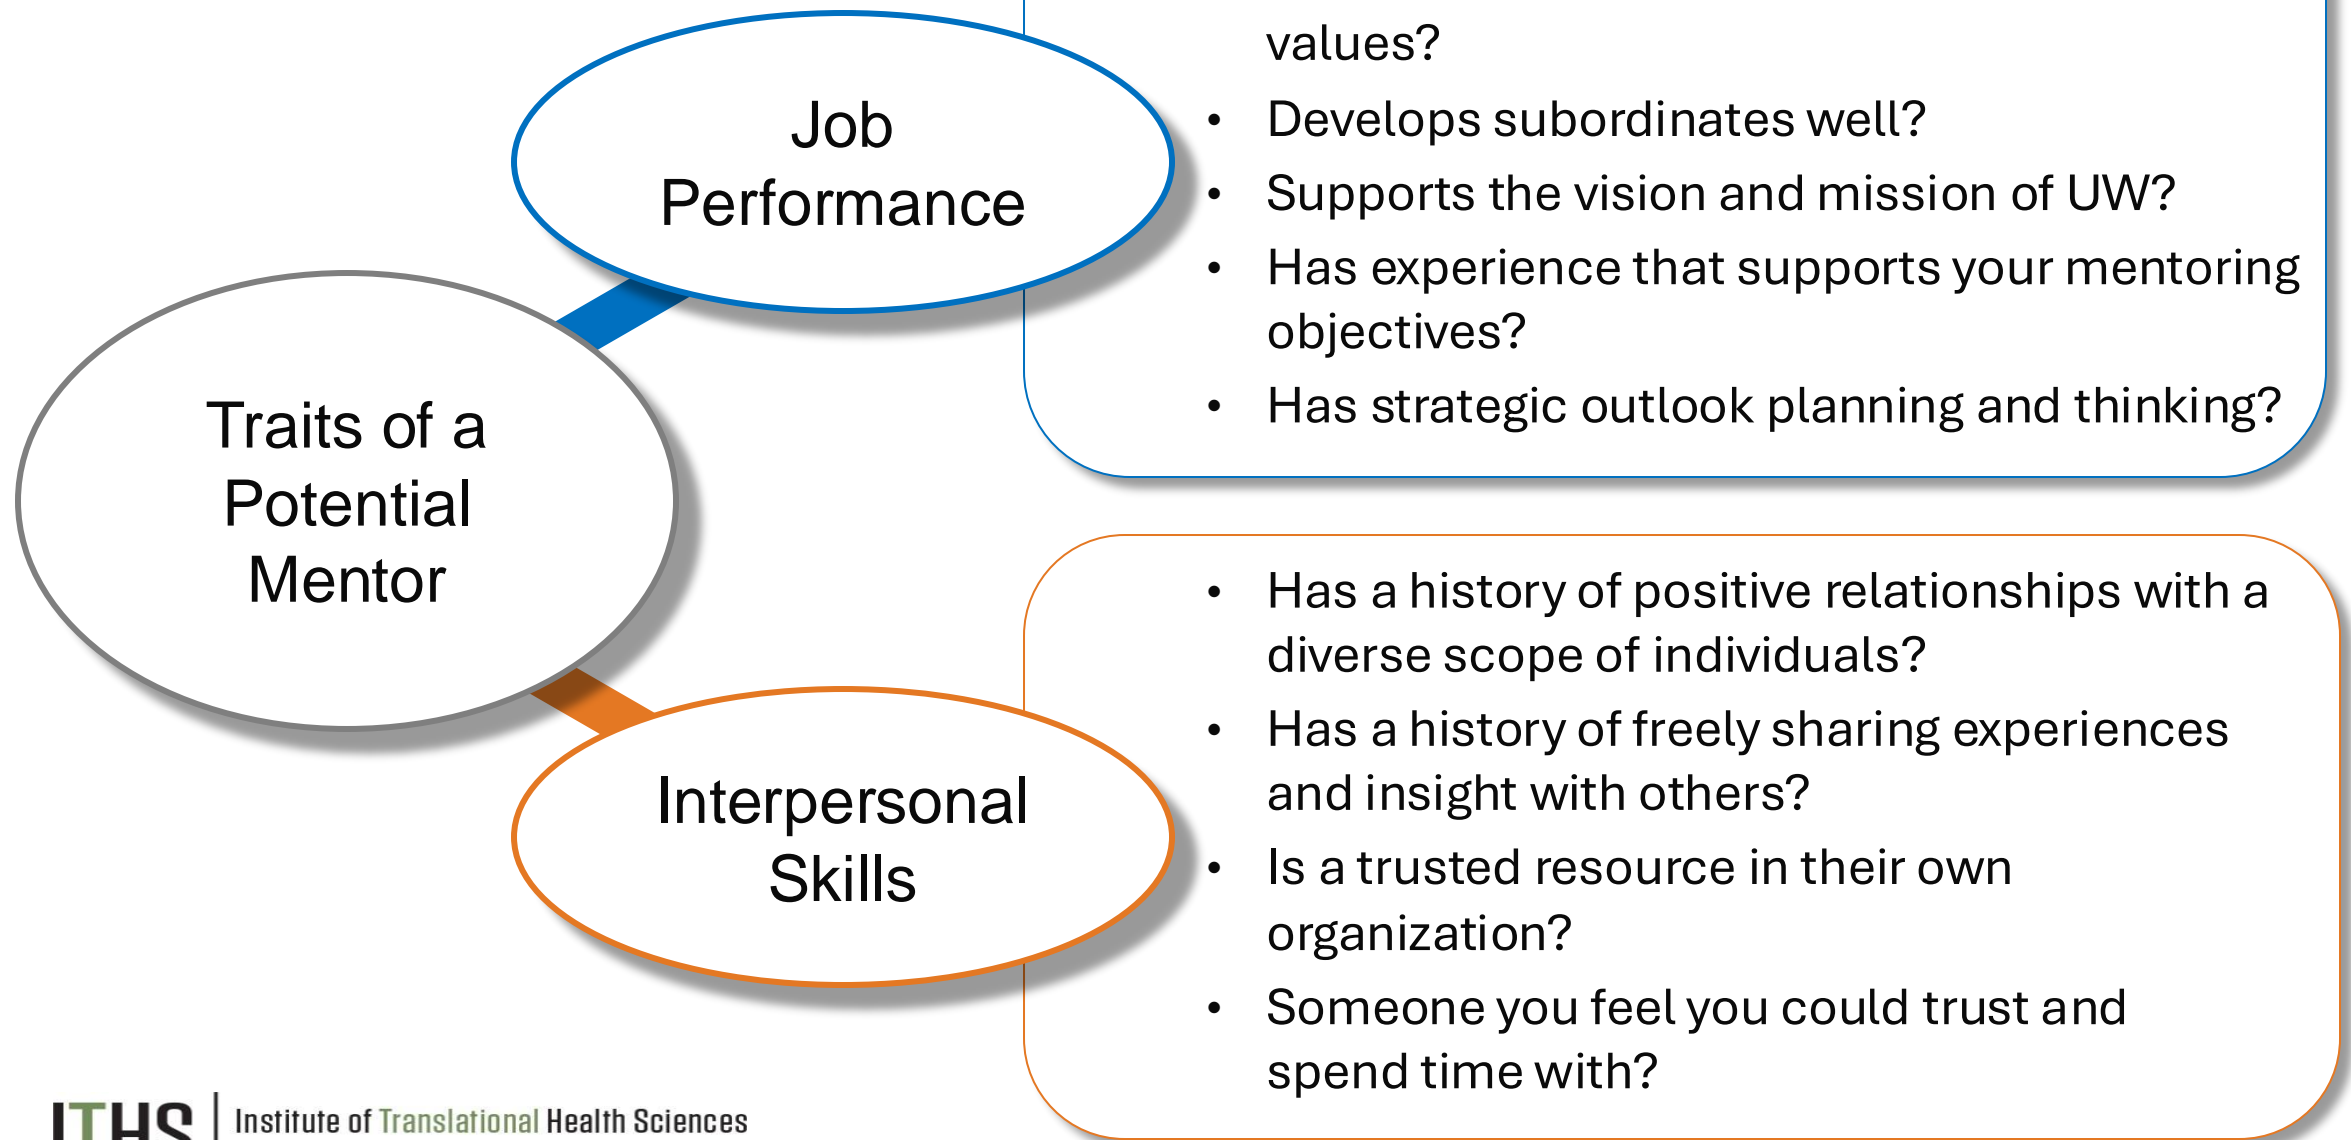 values?
Job
Performance
• Develops subordinates well?
• Supports the vision and mission of UW?
• Has experience that supports your mentoring
objectives?
• Has strategic outlook planning and thinking?
Traits of a
Potential
Mentor
• Has a history of positive relationships with a
diverse scope of individuals?
• Has a history of freely sharing experiences
and insight with others?
Interpersonal
Skills
• Is a trusted resource in their own
organization?
• Someone you feel you could trust and
spend time with?
ITHS
Institute of Translational Health Sciences